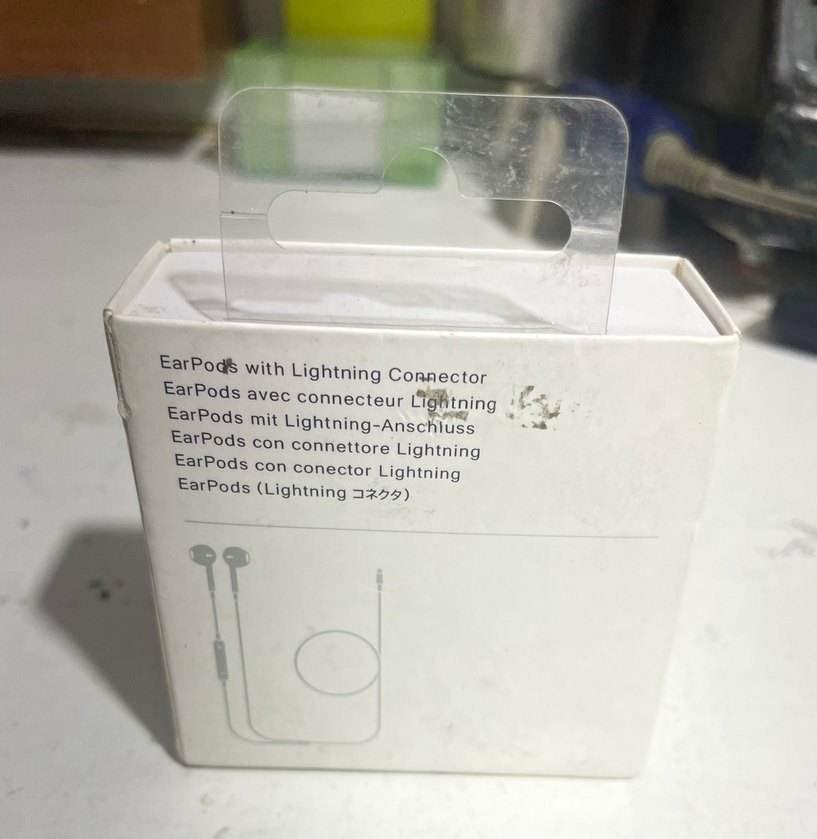 EarPods with Lightning Connector
EarPods avec connecteur Lightning
EarPods mit Lightning-Anschluss
EarPods con connettore Lightning
EarPods con conector Lightning
EarPods (Lightning コネクタ)